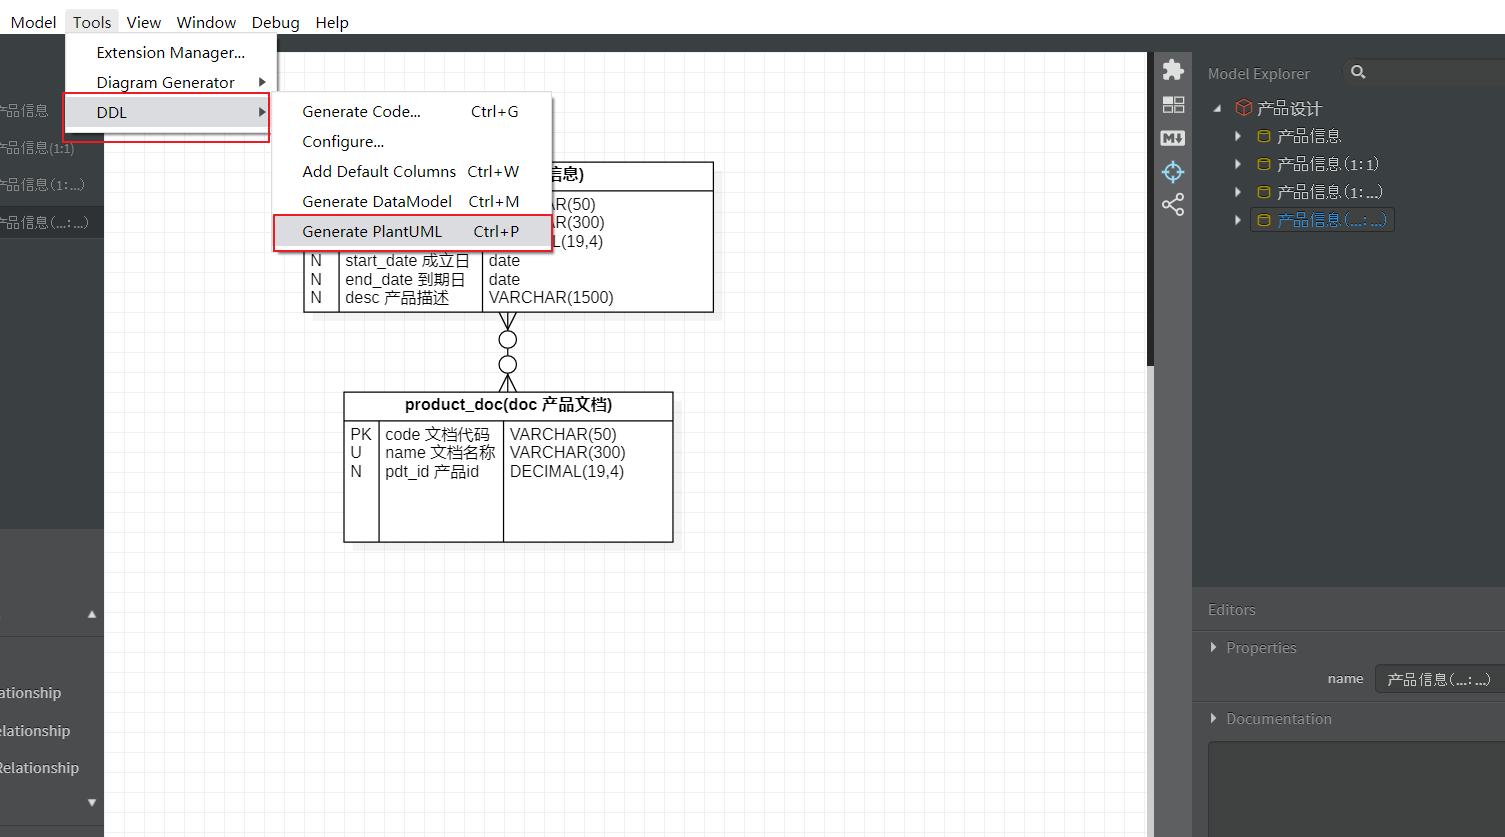 Model Tools View Window Debug Help
Extension Manager...
Diagram Generator
DDL
Generate Code... Ctrl+G
Configure...
Add Default Columns Ctrl+W
Generate DataModel Ctrl+M
Generate PlantUML Ctrl+P
产品信息
产品信息(1:1)
产品信息(1:...)
产品信息(...:...)
信息)
AR(50)
AR(300)
L(19,4)
N start_date 成立日 date
N end_date 到期日 date
N desc 产品描述 VARCHAR(1500)
product_doc(doc 产品文档)
PK code 文档代码 VARCHAR(50)
U name 文档名称 VARCHAR(300)
N pdt_id 产品id DECIMAL(19,4)
ationship
elationship
Relationship
M
Model Explorer
产品设计
产品信息
产品信息(1:1)
产品信息(1:...)
产品信息(...:...)
Editors
Properties
name 产品信息(...:...)
Documentation